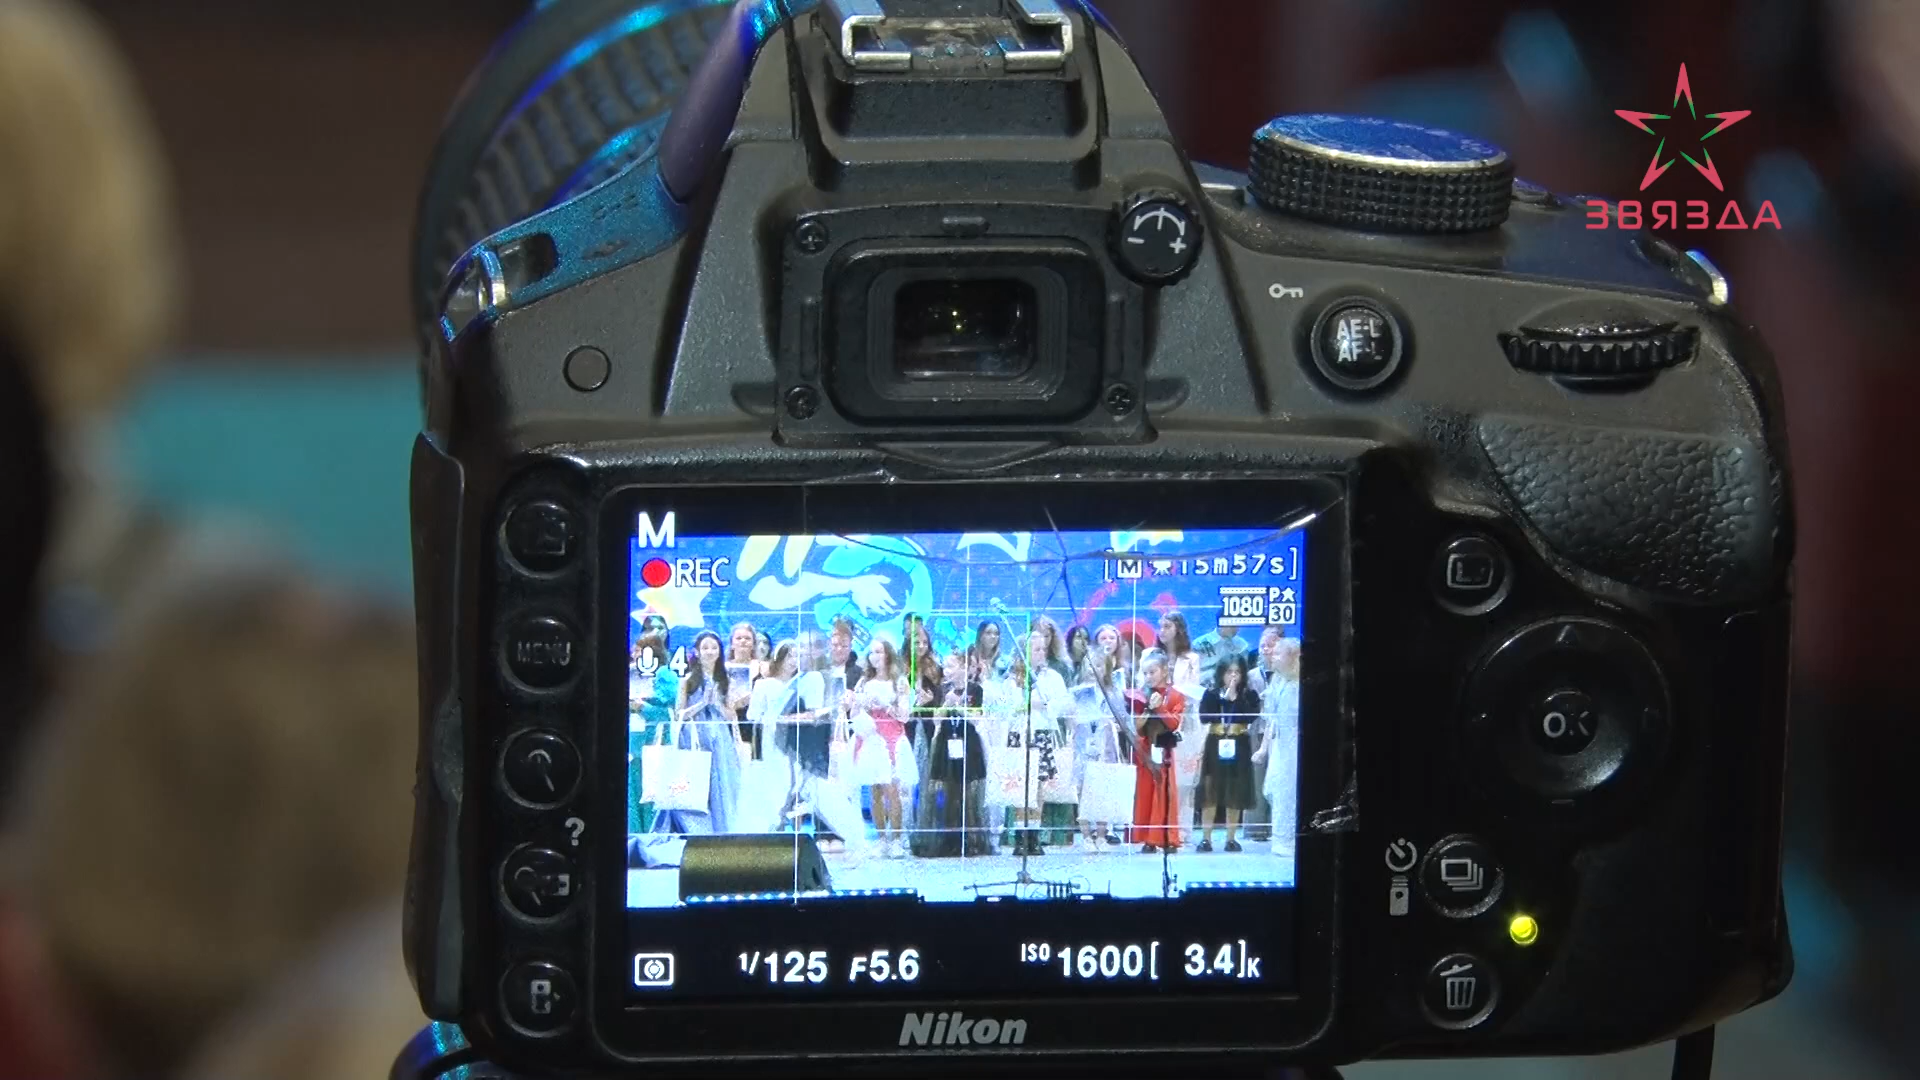 ЗВЯЗДА
- +
AE-L
AF-L
M
REC
[M 15m57s]
1080 P★
30
4
MENU
OK
?
1/125 F5.6 ISO 1600 [ 3.4]K
Nikon